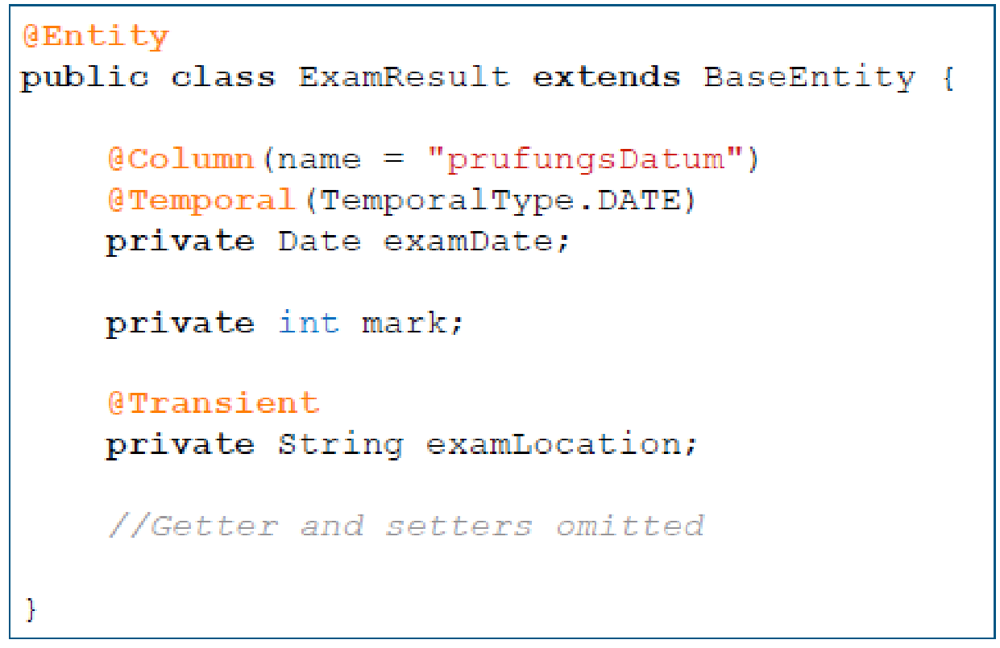 @Entity
public class ExamResult extends BaseEntity {
@Column(name = "prufungsDatum")
@Temporal(TemporalType.DATE)
private Date examDate;
private int mark;
@Transient
private String examLocation;
//Getter and setters omitted
}